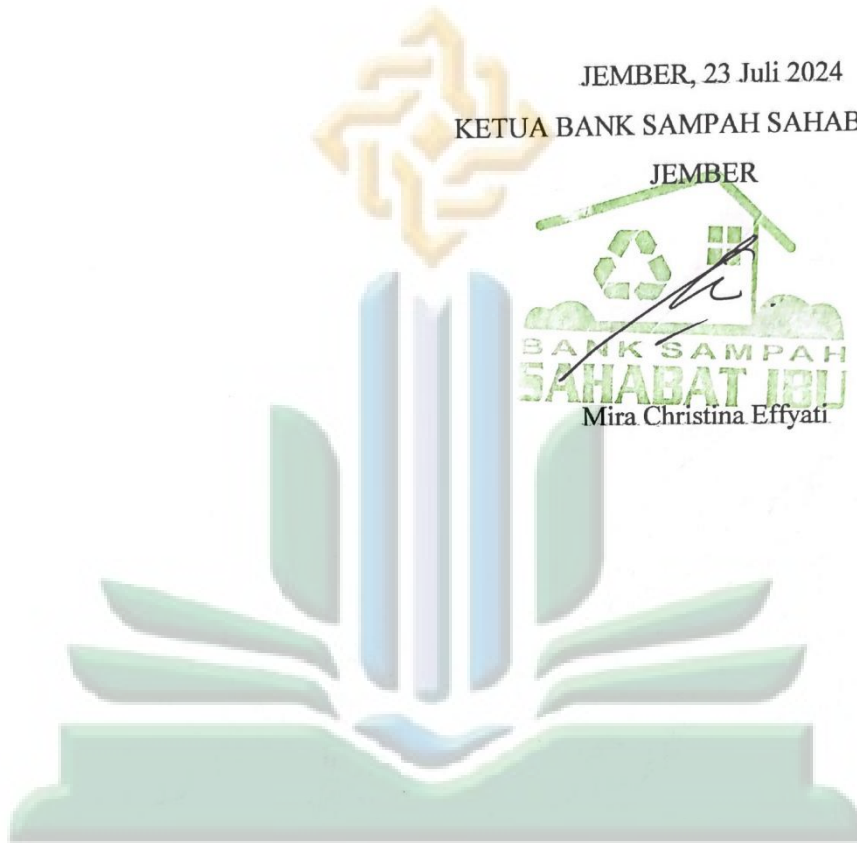 JEMBER, 23 Juli 2024
KETUA BANK SAMPAH SAHAB
JEMBER
BANK SAMPAH
SAHABAT IBU
Mira Christina Effyati